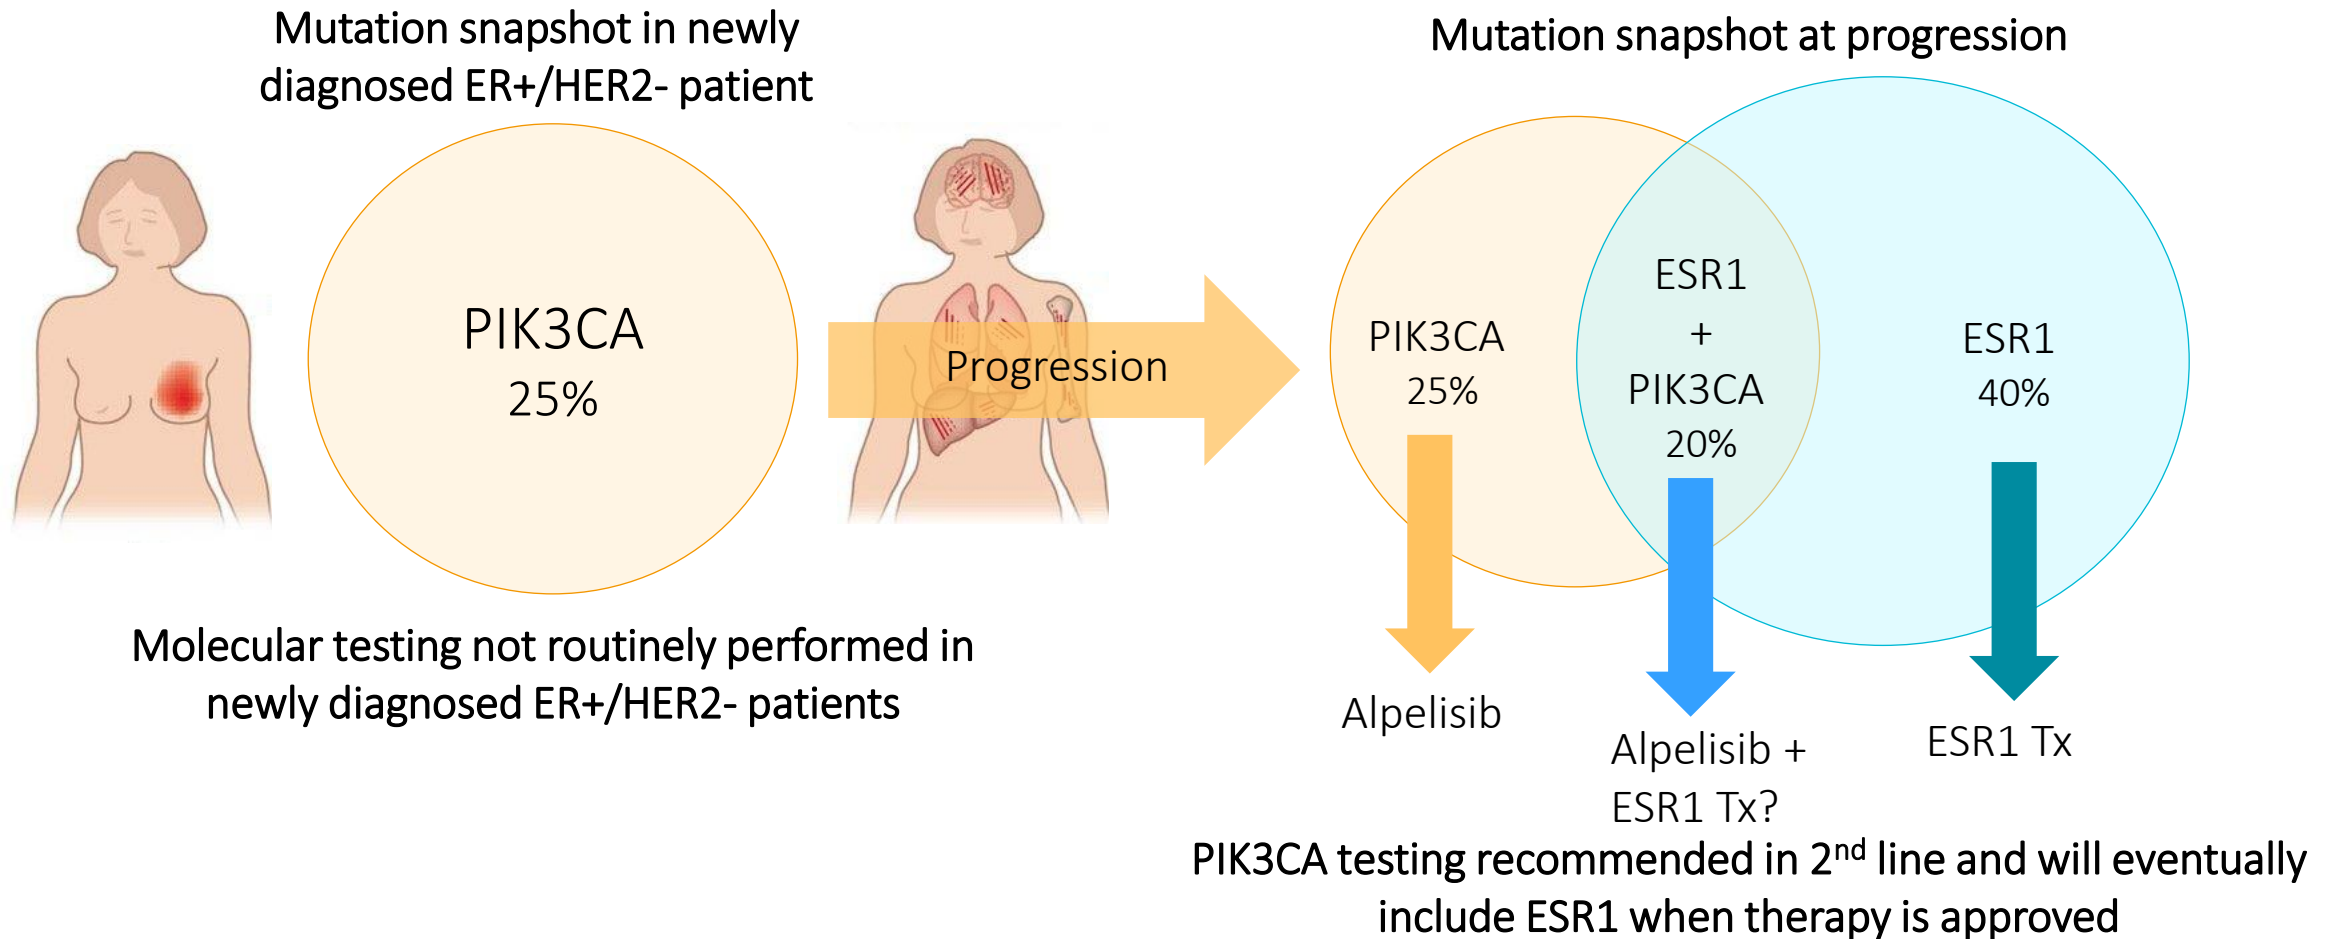 Mutation snapshot in newly
diagnosed ER+/HER2- patient
PIK3CA
25%
Molecular testing not routinely performed in
newly diagnosed ER+/HER2- patients
Progression
Mutation snapshot at progression
PIK3CA
25%
ESR1
+
PIK3CA
20%
ESR1
40%
Alpelisib
Alpelisib +
ESR1 Tx?
ESR1 Tx
PIK3CA testing recommended in 2nd line and will eventually
include ESR1 when therapy is approved